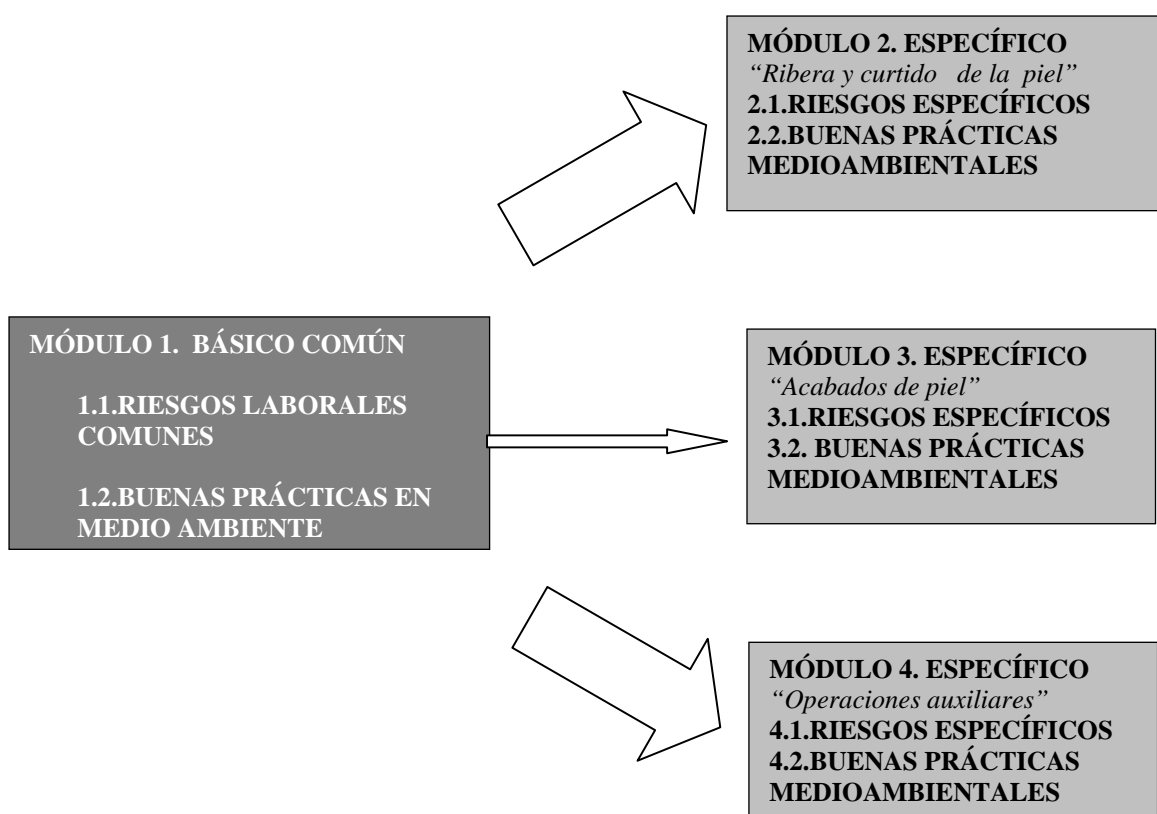 MÓDULO 1.  BÁSICO COMÚN
1.1.RIESGOS LABORALES
COMUNES
1.2.BUENAS PRÁCTICAS EN
MEDIO AMBIENTE
MÓDULO 2. ESPECÍFICO
“Ribera y curtido   de la  piel”
2.1.RIESGOS ESPECÍFICOS
2.2.BUENAS PRÁCTICAS
MEDIOAMBIENTALES
MÓDULO 3. ESPECÍFICO
“Acabados de piel”
3.1.RIESGOS ESPECÍFICOS
3.2. BUENAS PRÁCTICAS
MEDIOAMBIENTALES
MÓDULO 4. ESPECÍFICO
“Operaciones auxiliares”
4.1.RIESGOS ESPECÍFICOS
4.2.BUENAS PRÁCTICAS
MEDIOAMBIENTALES